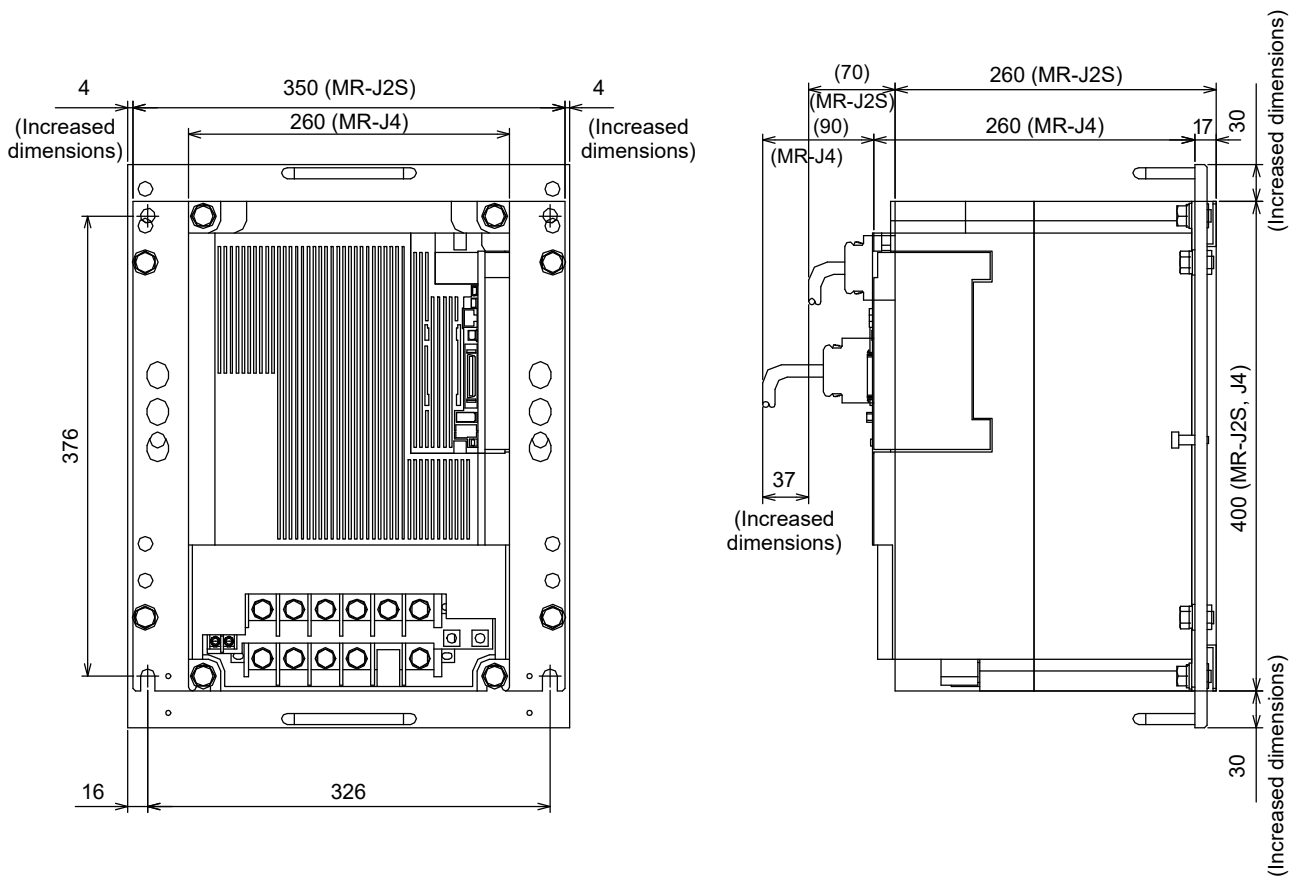 4
350 (MR-J2S)
4
(Increased
dimensions)
260 (MR-J4)
(Increased
dimensions)
376
16
326
(70)
260 (MR-J2S)
(MR-J2S)
(90)
260 (MR-J4)
17
(MR-J4)
30
(Increased dimensions)
37
(Increased
dimensions)
400 (MR-J2S, J4)
30
(Increased dimensions)